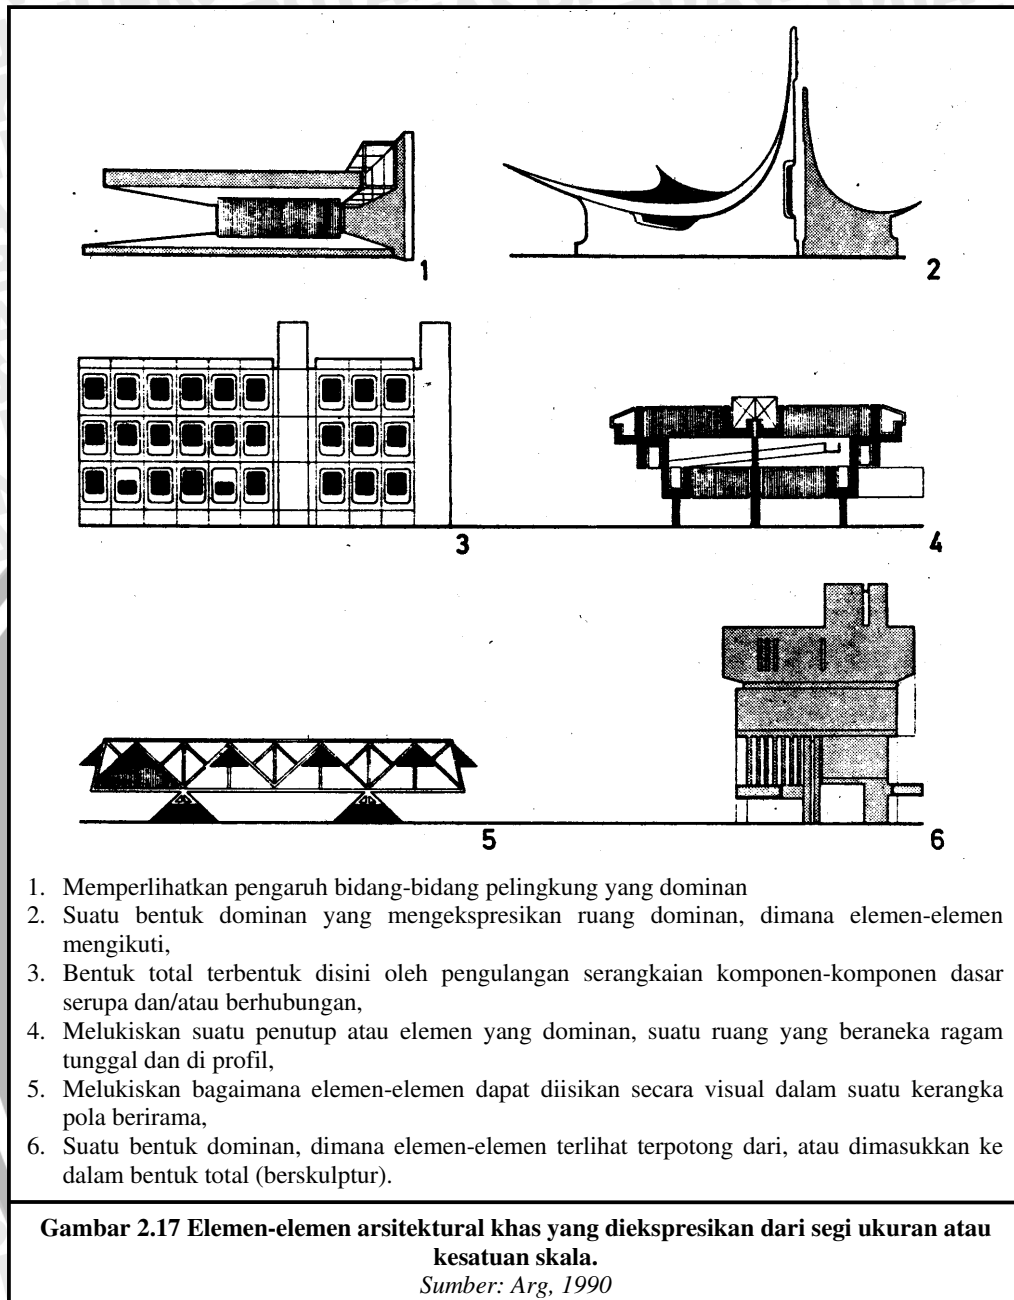 1
2
3
4
5
6
1. Memperlihatkan pengaruh bidang-bidang pelingkung yang dominan
2. Suatu bentuk dominan yang mengekspresikan ruang dominan, dimana elemen-elemen
mengikuti,
3. Bentuk total terbentuk disini oleh pengulangan serangkaian komponen-komponen dasar
serupa dan/atau berhubungan,
4. Melukiskan suatu penutup atau elemen yang dominan, suatu ruang yang beraneka ragam
tunggal dan di profil,
5. Melukiskan bagaimana elemen-elemen dapat diisikan secara visual dalam suatu kerangka
pola berirama,
6. Suatu bentuk dominan, dimana elemen-elemen terlihat terpotong dari, atau dimasukkan ke
dalam bentuk total (berskulptur).
Gambar 2.17 Elemen-elemen arsitektural khas yang diekspresikan dari segi ukuran atau
kesatuan skala.
Sumber: Arg, 1990